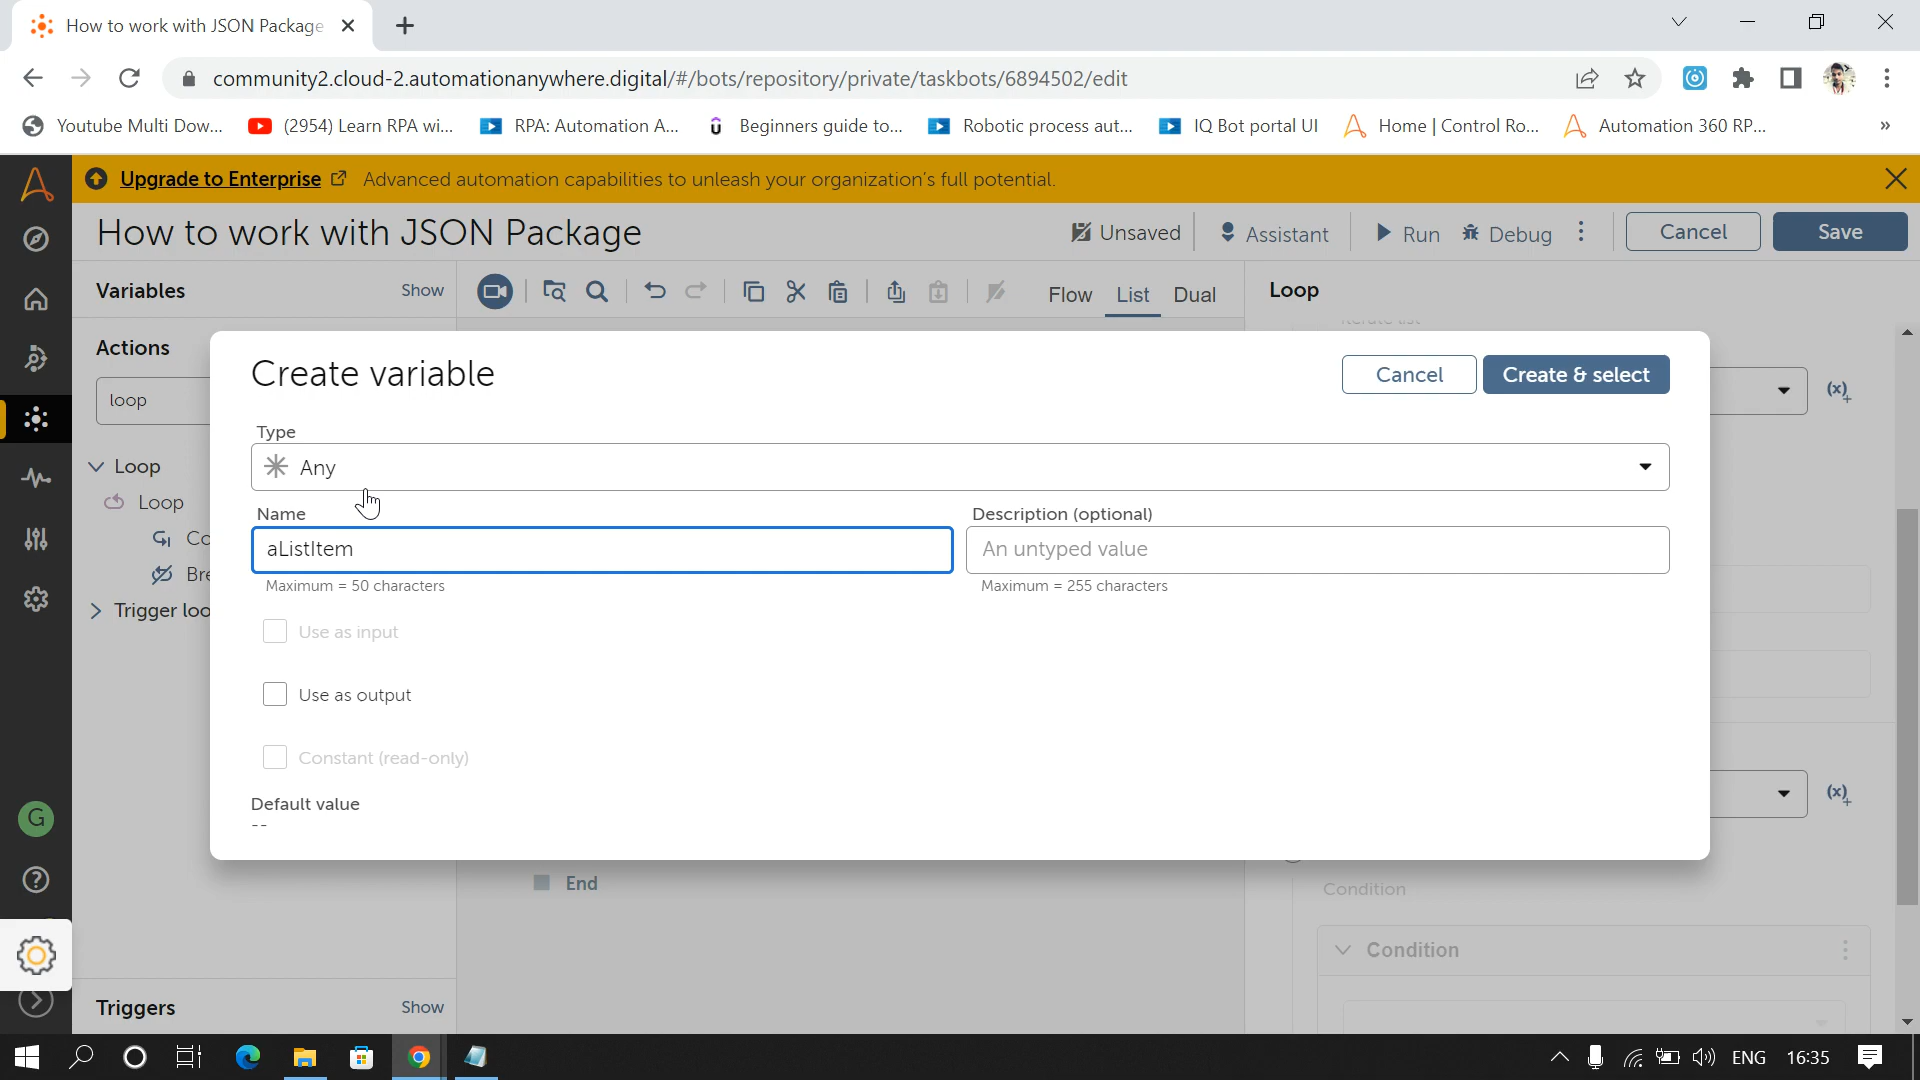 How to work with JSON Package
community2.cloud-2.automationanywhere.digital/#/bots/repository/private/taskbots/6894502/edit
Youtube Multi Dow...
(2954) Learn RPA wi...
RPA: Automation A...
Beginners guide to...
Robotic process aut...
IQ Bot portal UI
Home | Control Ro...
Automation 360 RP...
»
Upgrade to Enterprise
Advanced automation capabilities to unleash your organization's full potential.
How to work with JSON Package
Unsaved
Assistant
Run
Debug
Cancel
Save
Variables
Show
Flow
List
Dual
Loop
Actions
loop
Loop
Loop
Co
Bre
Trigger loo
Create variable
Cancel
Create & select
Type
Any
Name
Description (optional)
aListItem
An untyped value
Maximum = 50 characters
Maximum = 255 characters
Use as input
Use as output
Constant (read-only)
Default value
--
(x)+
(x)+
End
Condition
Condition
G
Triggers
Show
ENG
16:35